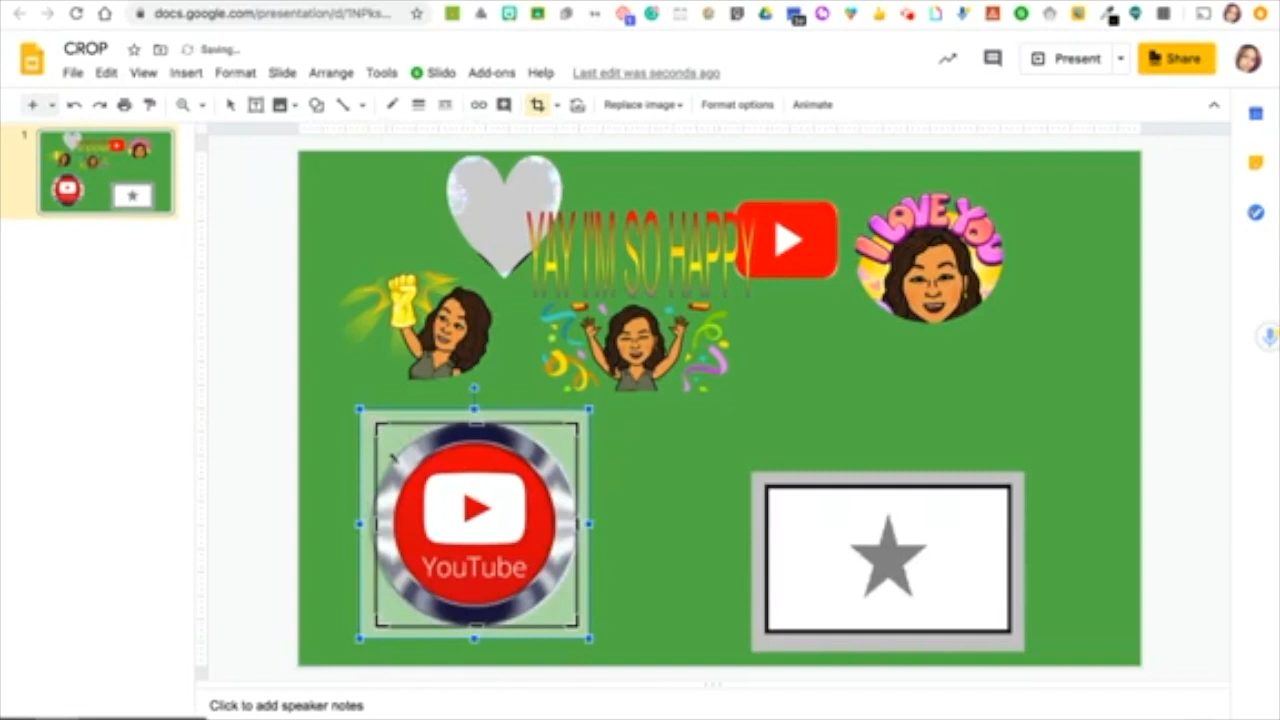 docs.google.com/presentation/d/1NPks...
CROP
Saving...
File Edit View Insert Format Slide Arrange Tools Slido Add-ons Help Last edit was seconds ago
Present
Share
Replace image
Format options
Animate
1
I LOVE YOU
YAY I'M SO HAPPY
YouTube
Click to add speaker notes